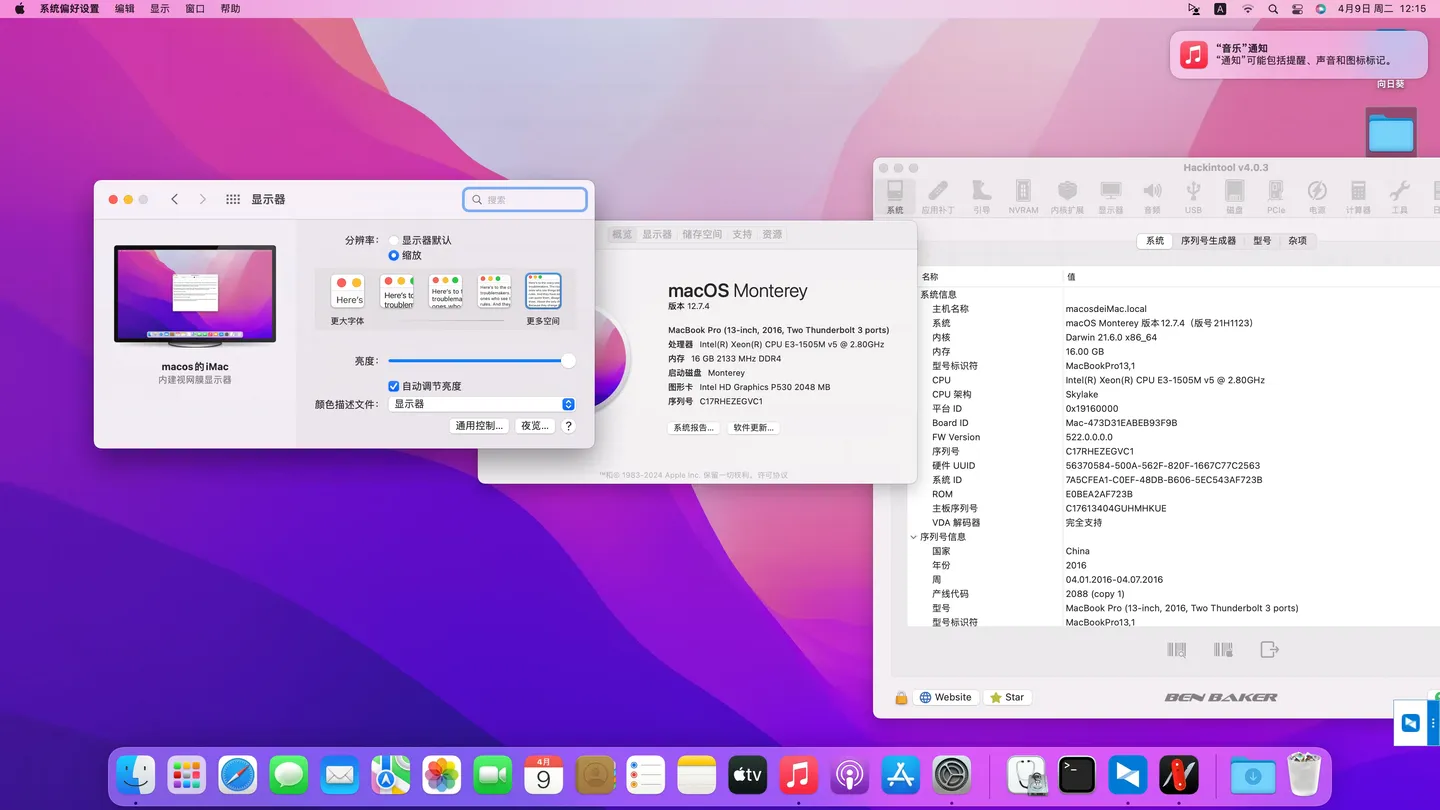 系统偏好设置 编辑 显示 窗口 帮助
A 4月9日 周二 12:15
“音乐”通知
“通知”可能包括提醒、声音和图标标记。
向日葵
显示器
搜索
分辨率： 显示器默认
缩放
Here's
Here's to
troublem
Here's to t
troublema
ones who
更大字体 更多空间
macos的iMac
内建视网膜显示器
亮度：
自动调节亮度
颜色描述文件： 显示器
通用控制... 夜览... ?
概览 显示器 储存空间 支持 资源
macOS Monterey
版本 12.7.4
MacBook Pro (13-inch, 2016, Two Thunderbolt 3 ports)
处理器 Intel(R) Xeon(R) CPU E3-1505M v5 @ 2.80GHz
内存 16 GB 2133 MHz DDR4
启动磁盘 Monterey
图形卡 Intel HD Graphics P530 2048 MB
序列号 C17RHEZEGVC1
系统报告... 软件更新...
™和© 1983-2024 Apple Inc. 保留一切权利。许可协议
Hackintool v4.0.3
系统 应用补丁 引导 NVRAM 内核扩展 显示器 音频 USB 磁盘 PCIe 电源 计算器 工具
系统 序列号生成器 型号 杂项
名称 值
系统信息
主机名称 macosdeiMac.local
系统 macOS Monterey 版本 12.7.4（版号 21H1123）
内核 Darwin 21.6.0 x86_64
内存 16.00 GB
型号标识符 MacBookPro13,1
CPU Intel(R) Xeon(R) CPU E3-1505M v5 @ 2.80GHz
CPU 架构 Skylake
平台 ID 0x19160000
Board ID Mac-473D31EABEB93F9B
FW Version 522.0.0.0.0
序列号 C17RHEZEGVC1
硬件 UUID 56370584-500A-562F-820F-1667C77C2563
系统 ID 7A5CFEA1-C0EF-48DB-B606-5EC543AF723B
ROM E0BEA2AF723B
主板序列号 C17613404GUHMHKUE
VDA 解码器 完全支持
序列号信息
国家 China
年份 2016
周 04.01.2016-04.07.2016
产线代码 2088 (copy 1)
型号 MacBook Pro (13-inch, 2016, Two Thunderbolt 3 ports)
型号标识符 MacBookPro13,1
Website Star BEN BAKER
4月
9
tv